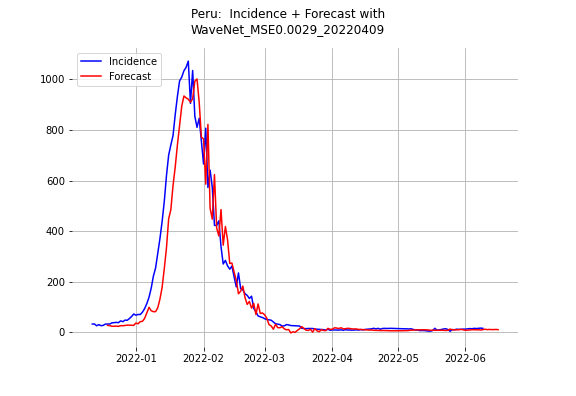 Peru:  Incidence + Forecast with
WaveNet_MSE0.0029_20220409
Incidence
Forecast
1000
800
600
400
200
0
2022-01 2022-02 2022-03 2022-04 2022-05 2022-06